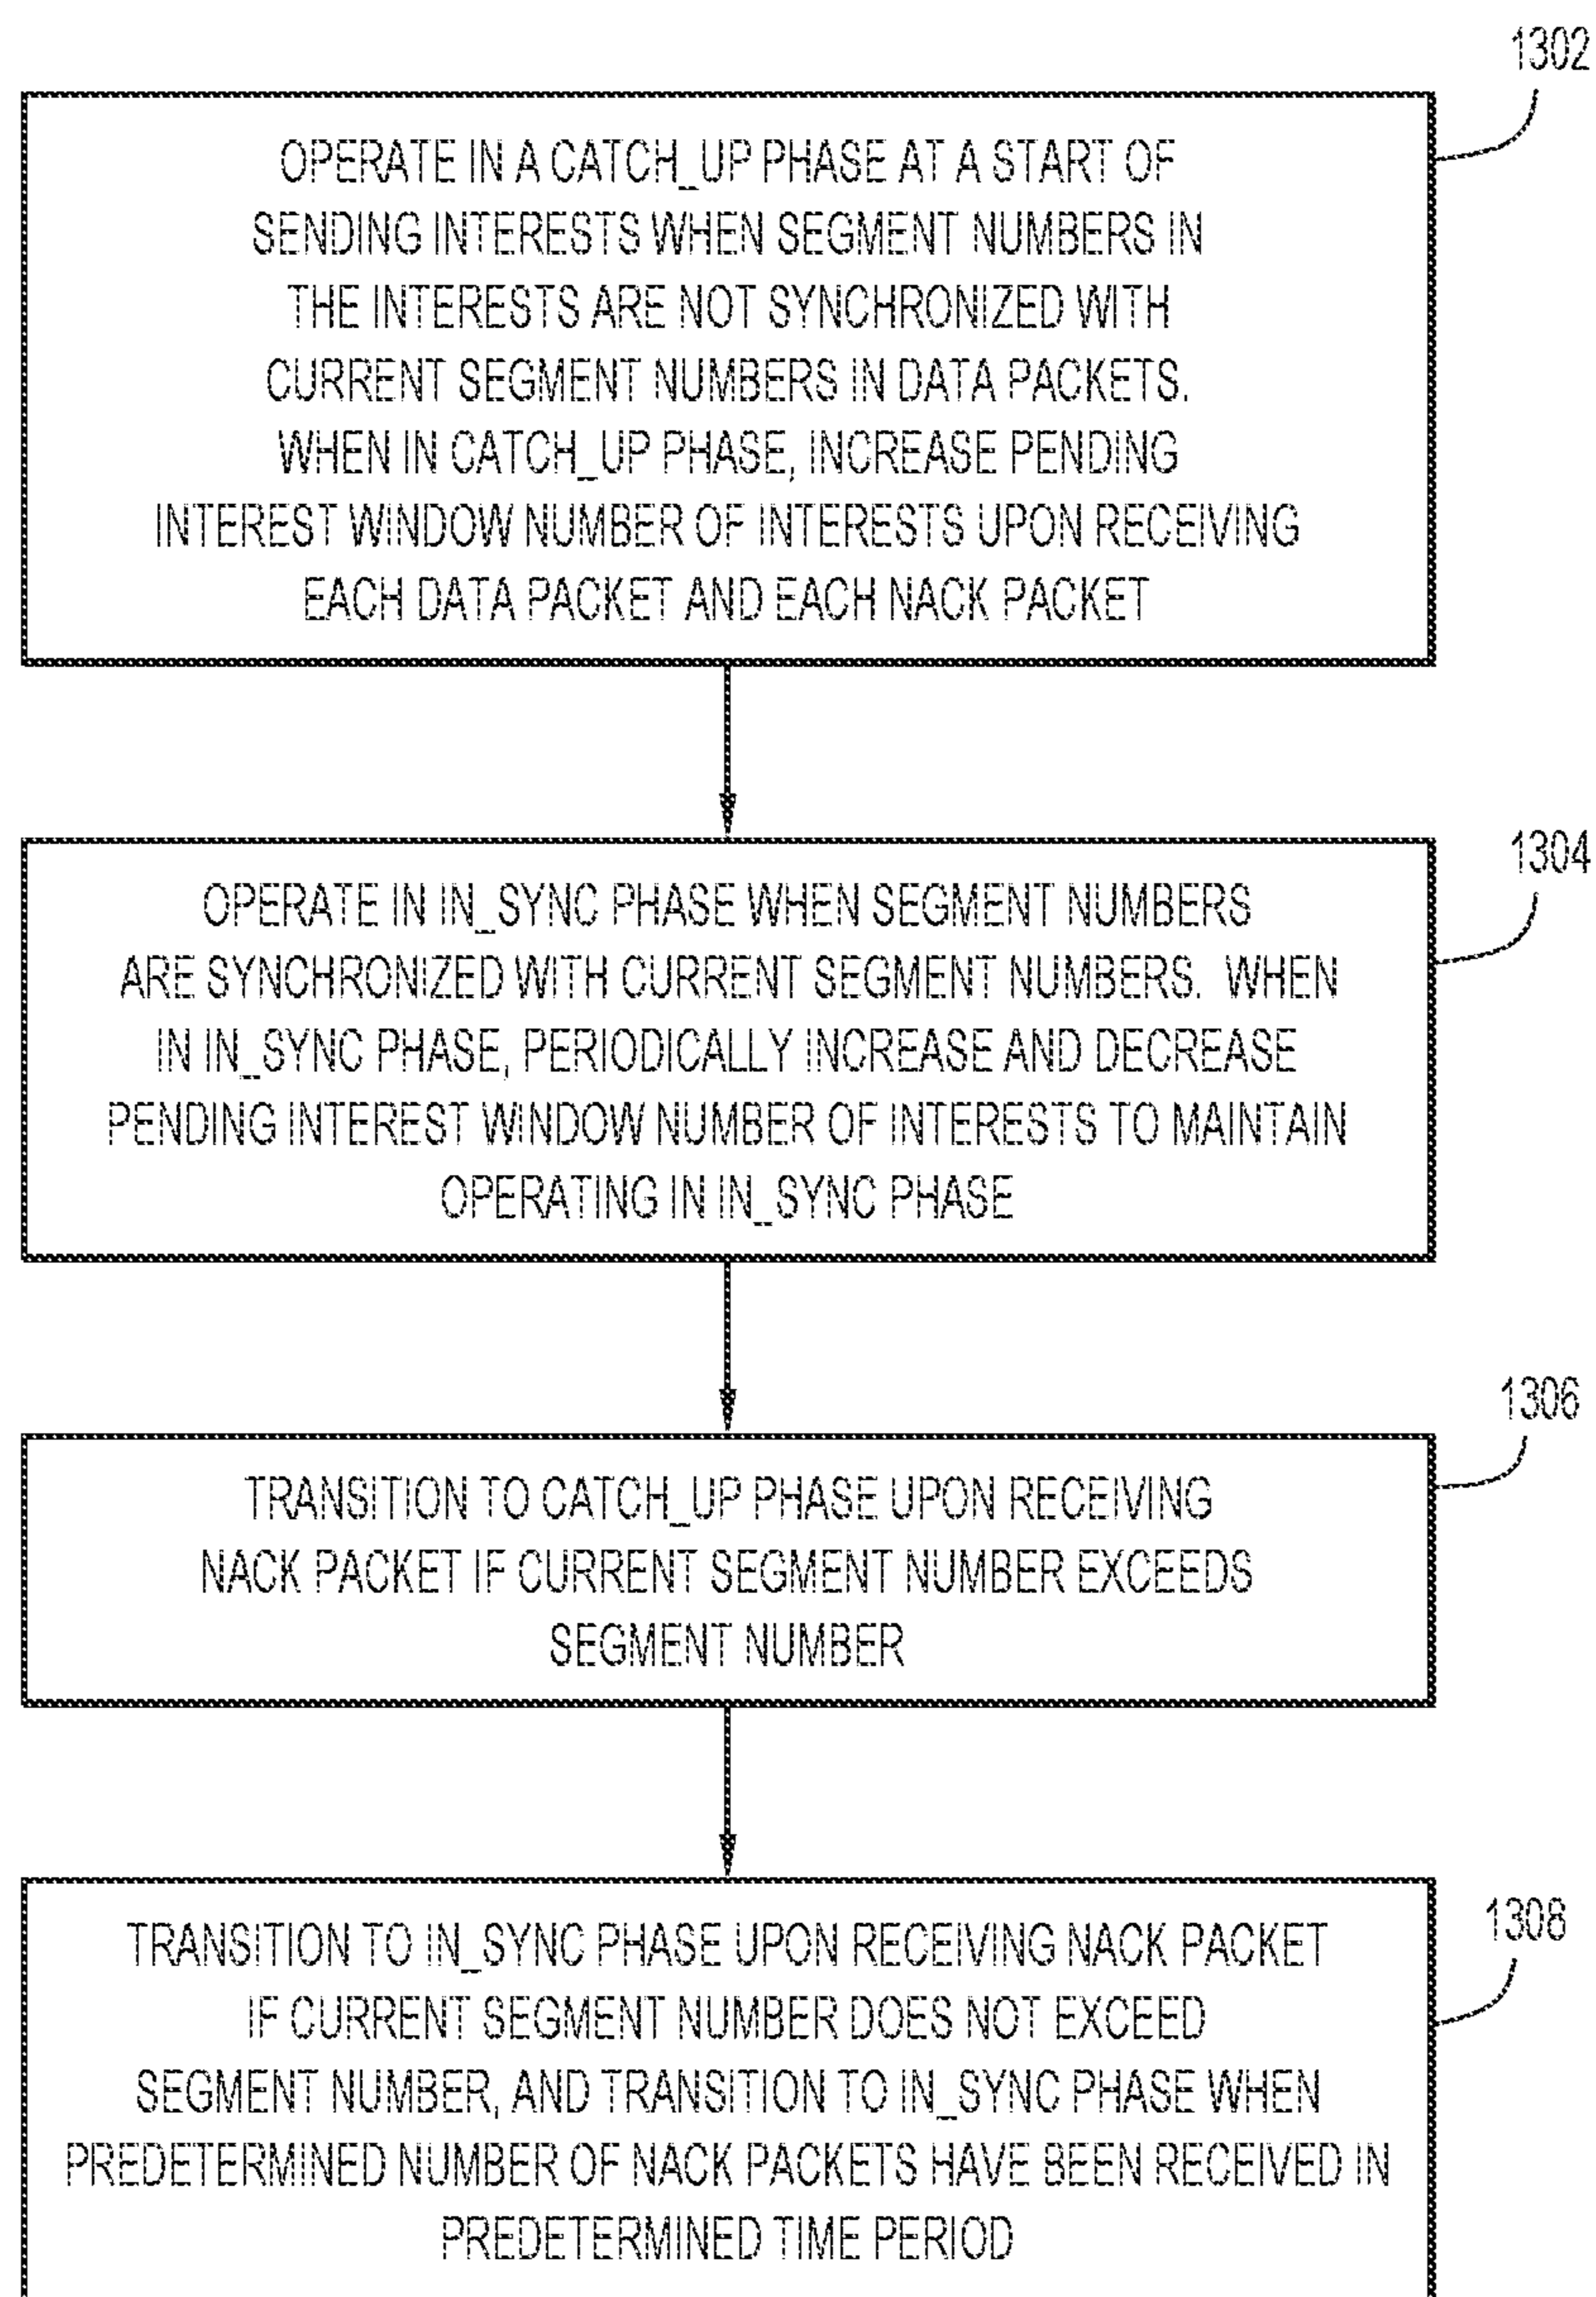 1302
OPERATE IN A CATCH_UP PHASE AT A START OF
SENDING INTERESTS WHEN SEGMENT NUMBERS IN
THE INTERESTS ARE NOT SYNCHRONIZED WITH
CURRENT SEGMENT NUMBERS IN DATA PACKETS.
WHEN IN CATCH_UP PHASE, INCREASE PENDING
INTEREST WINDOW NUMBER OF INTERESTS UPON RECEIVING
EACH DATA PACKET AND EACH NACK PACKET
1304
OPERATE IN IN_SYNC PHASE WHEN SEGMENT NUMBERS
ARE SYNCHRONIZED WITH CURRENT SEGMENT NUMBERS. WHEN
IN IN_SYNC PHASE, PERIODICALLY INCREASE AND DECREASE
PENDING INTEREST WINDOW NUMBER OF INTERESTS TO MAINTAIN
OPERATING IN IN_SYNC PHASE
1306
TRANSITION TO CATCH_UP PHASE UPON RECEIVING
NACK PACKET IF CURRENT SEGMENT NUMBER EXCEEDS
SEGMENT NUMBER
1308
TRANSITION TO IN_SYNC PHASE UPON RECEIVING NACK PACKET
IF CURRENT SEGMENT NUMBER DOES NOT EXCEED
SEGMENT NUMBER, AND TRANSITION TO IN_SYNC PHASE WHEN
PREDETERMINED NUMBER OF NACK PACKETS HAVE BEEN RECEIVED IN
PREDETERMINED TIME PERIOD